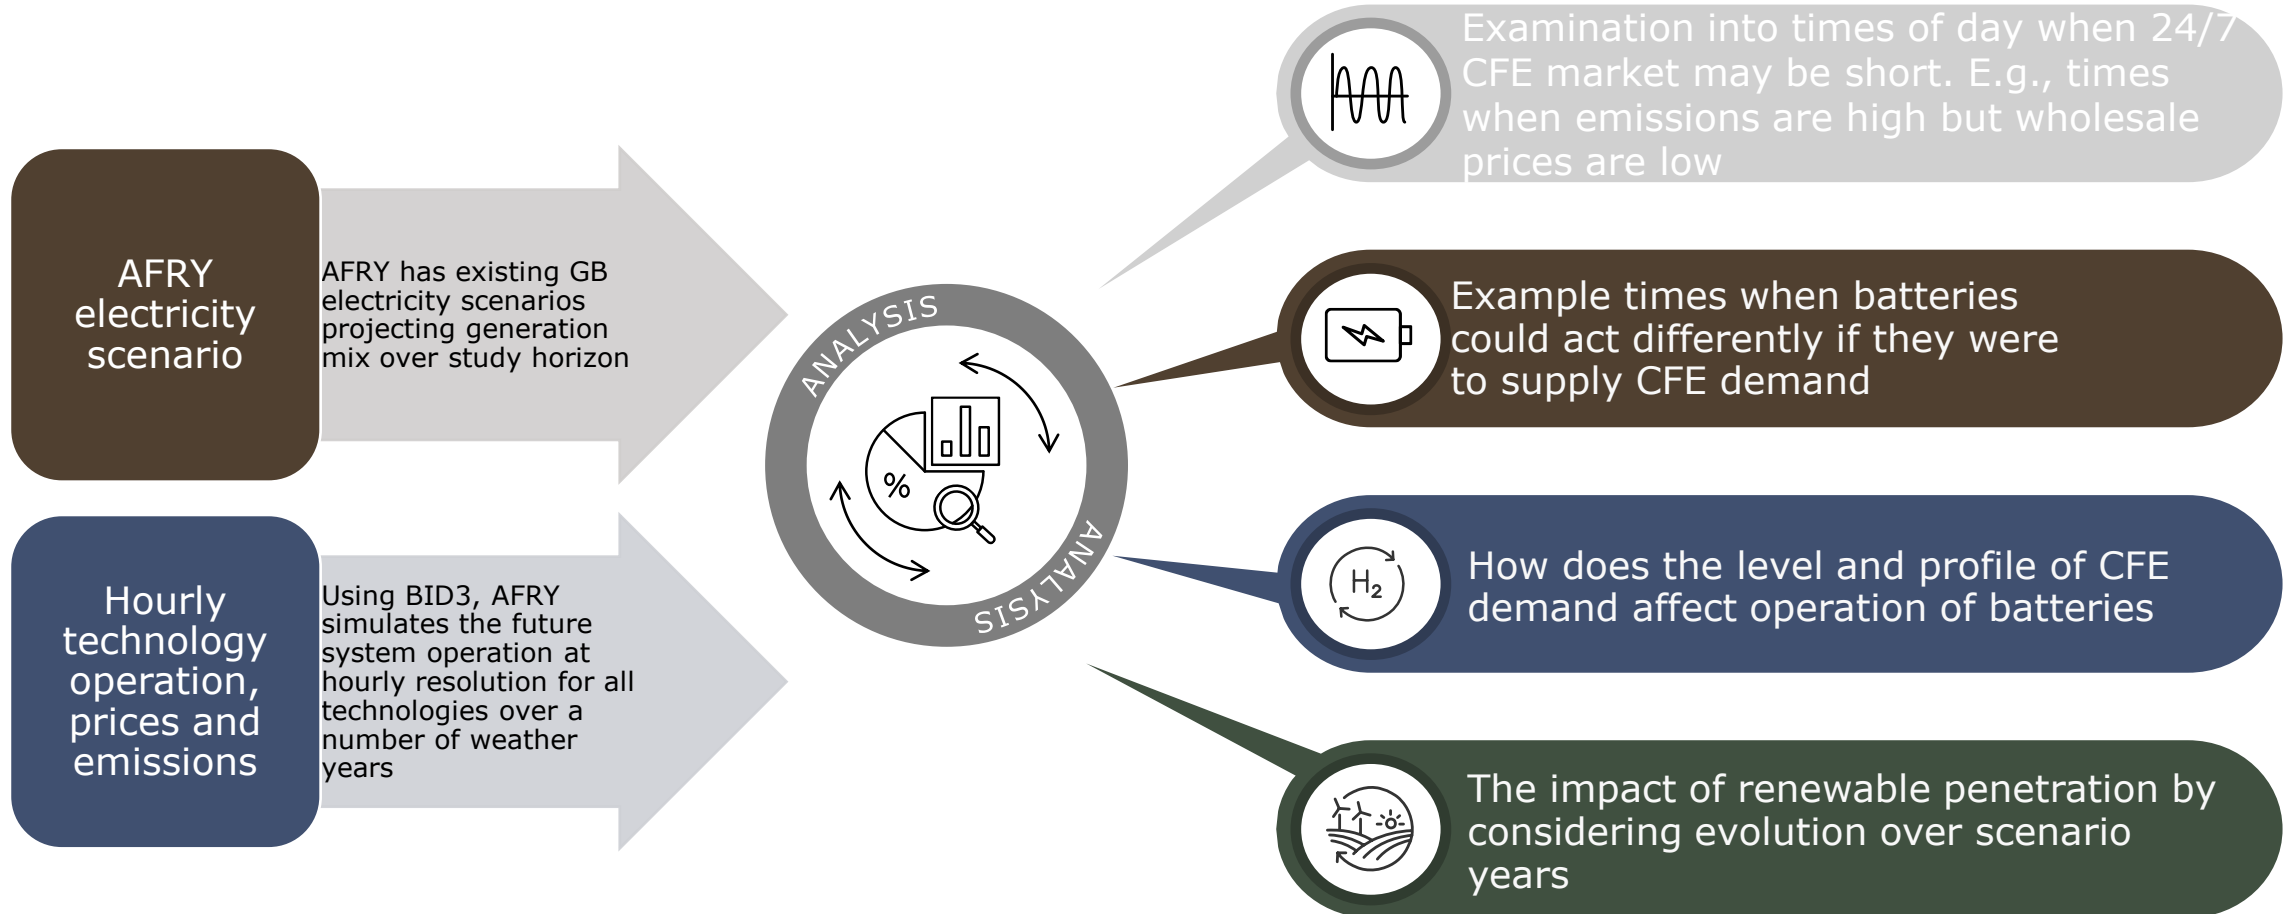 AFRY
electricity
scenario
AFRY has existing GB
electricity scenarios
projecting generation
mix over study horizon
Hourly
technology
operation,
prices and
emissions
Using BID3, AFRY
simulates the future
system operation at
hourly resolution for all
technologies over a
number of weather
years
ANALYSIS
%
ANALYSIS
Examination into times of day when 24/7
CFE market may be short. E.g., times
when emissions are high but wholesale
prices are low
Example times when batteries
could act differently if they were
to supply CFE demand
H₂
How does the level and profile of CFE
demand affect operation of batteries
The impact of renewable penetration by
considering evolution over scenario
years